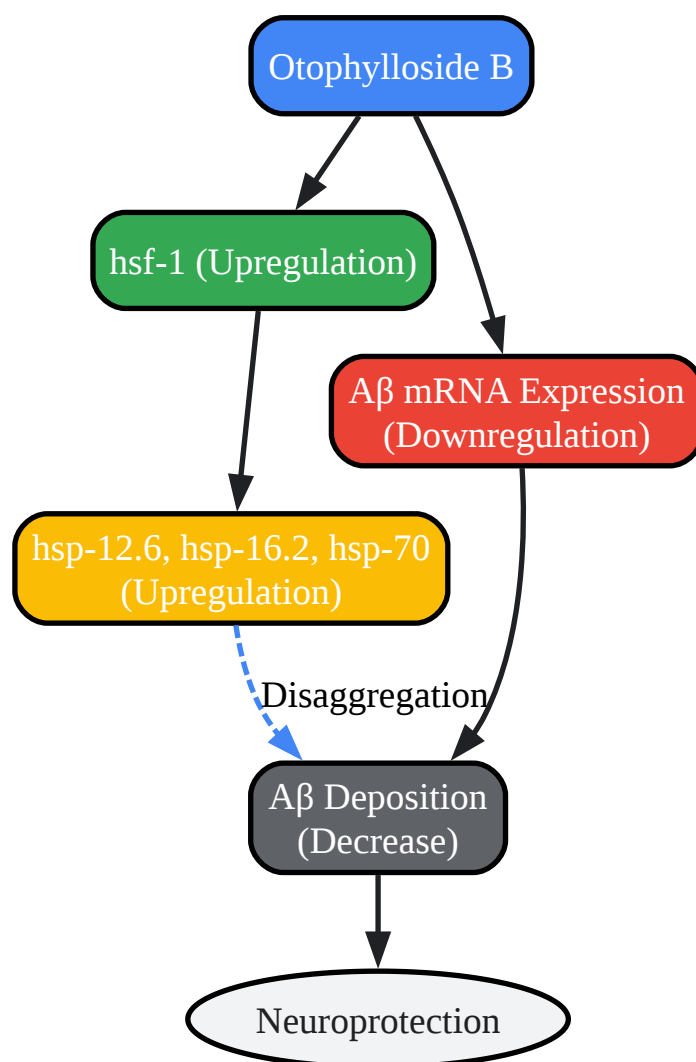 Otophylloside B
hsf-1 (Upregulation)
Aβ mRNA Expression
(Downregulation)
hsp-12.6, hsp-16.2, hsp-70
(Upregulation)
Disaggregation
Aβ Deposition
(Decrease)
Neuroprotection